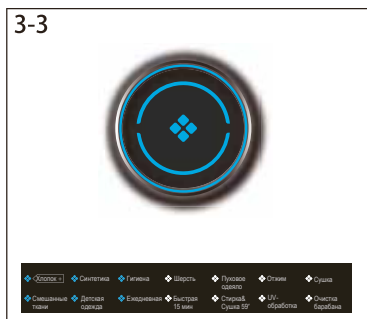 3-3
Хлопок + Синтетика Гигиена Шерсть Пуховое одеяло Отжим Сушка
Смешанные ткани Детская одежда Ежедневная Быстрая 15 мин Стирка& Сушка 59' UV-обработка Очистка барабана